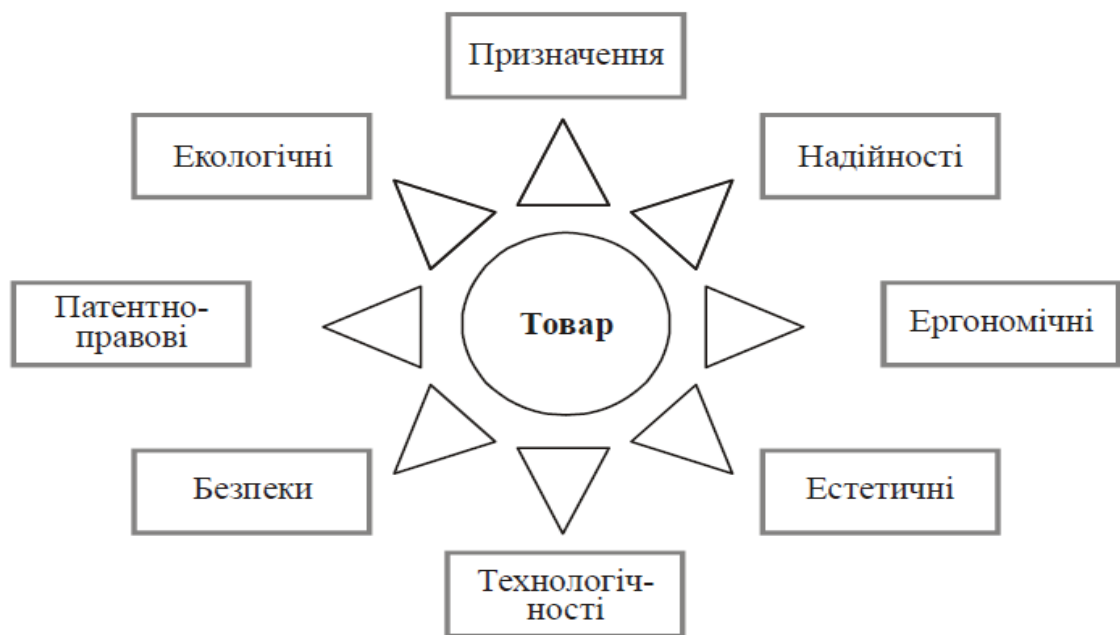 Призначення
Екологічні
Надійності
Патентно-
правові
Товар
Ергономічні
Безпеки
Естетичні
Технологіч-
ності